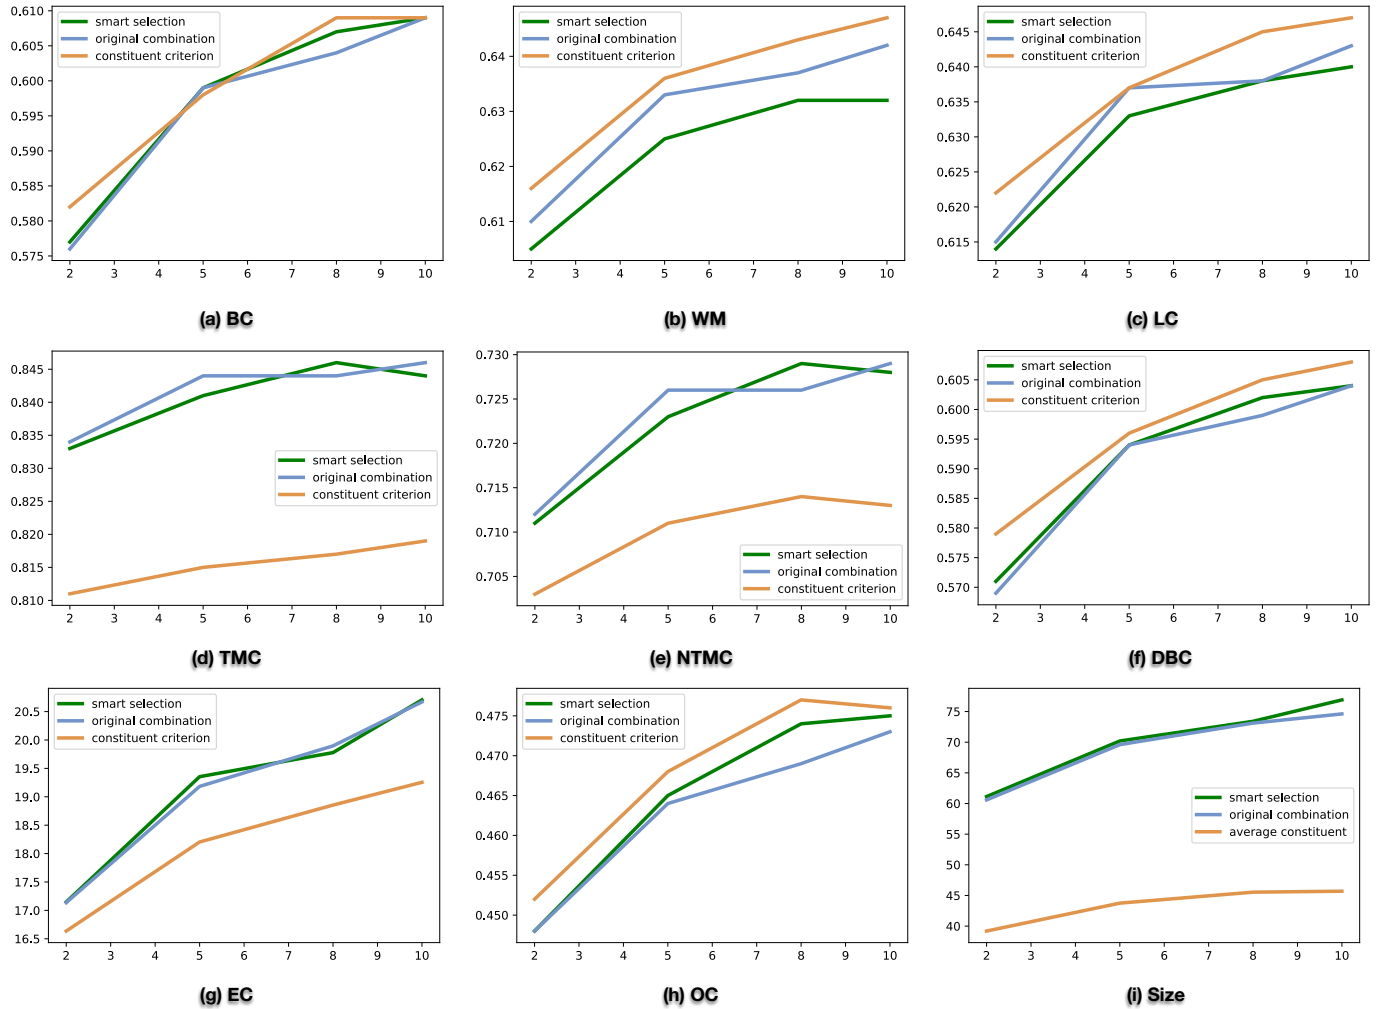 0.610
0.605
0.600
0.595
0.590
0.585
0.580
0.575
smart selection
original combination
constituent criterion
2 3 4 5 6 7 8 9 10
(a) BC
0.64
0.63
0.62
0.61
smart selection
original combination
constituent criterion
2 3 4 5 6 7 8 9 10
(b) WM
0.645
0.640
0.635
0.630
0.625
0.620
0.615
smart selection
original combination
constituent criterion
2 3 4 5 6 7 8 9 10
(c) LC
0.845
0.840
0.835
0.830
0.825
0.820
0.815
0.810
smart selection
original combination
constituent criterion
2 3 4 5 6 7 8 9 10
(d) TMC
0.730
0.725
0.720
0.715
0.710
0.705
smart selection
original combination
constituent criterion
2 3 4 5 6 7 8 9 10
(e) NTMC
0.605
0.600
0.595
0.590
0.585
0.580
0.575
0.570
smart selection
original combination
constituent criterion
2 3 4 5 6 7 8 9 10
(f) DBC
20.5
20.0
19.5
19.0
18.5
18.0
17.5
17.0
16.5
smart selection
original combination
constituent criterion
2 3 4 5 6 7 8 9 10
(g) EC
0.475
0.470
0.465
0.460
0.455
0.450
smart selection
original combination
constituent criterion
2 3 4 5 6 7 8 9 10
(h) OC
75
70
65
60
55
50
45
40
smart selection
original combination
average constituent
2 3 4 5 6 7 8 9 10
(i) Size